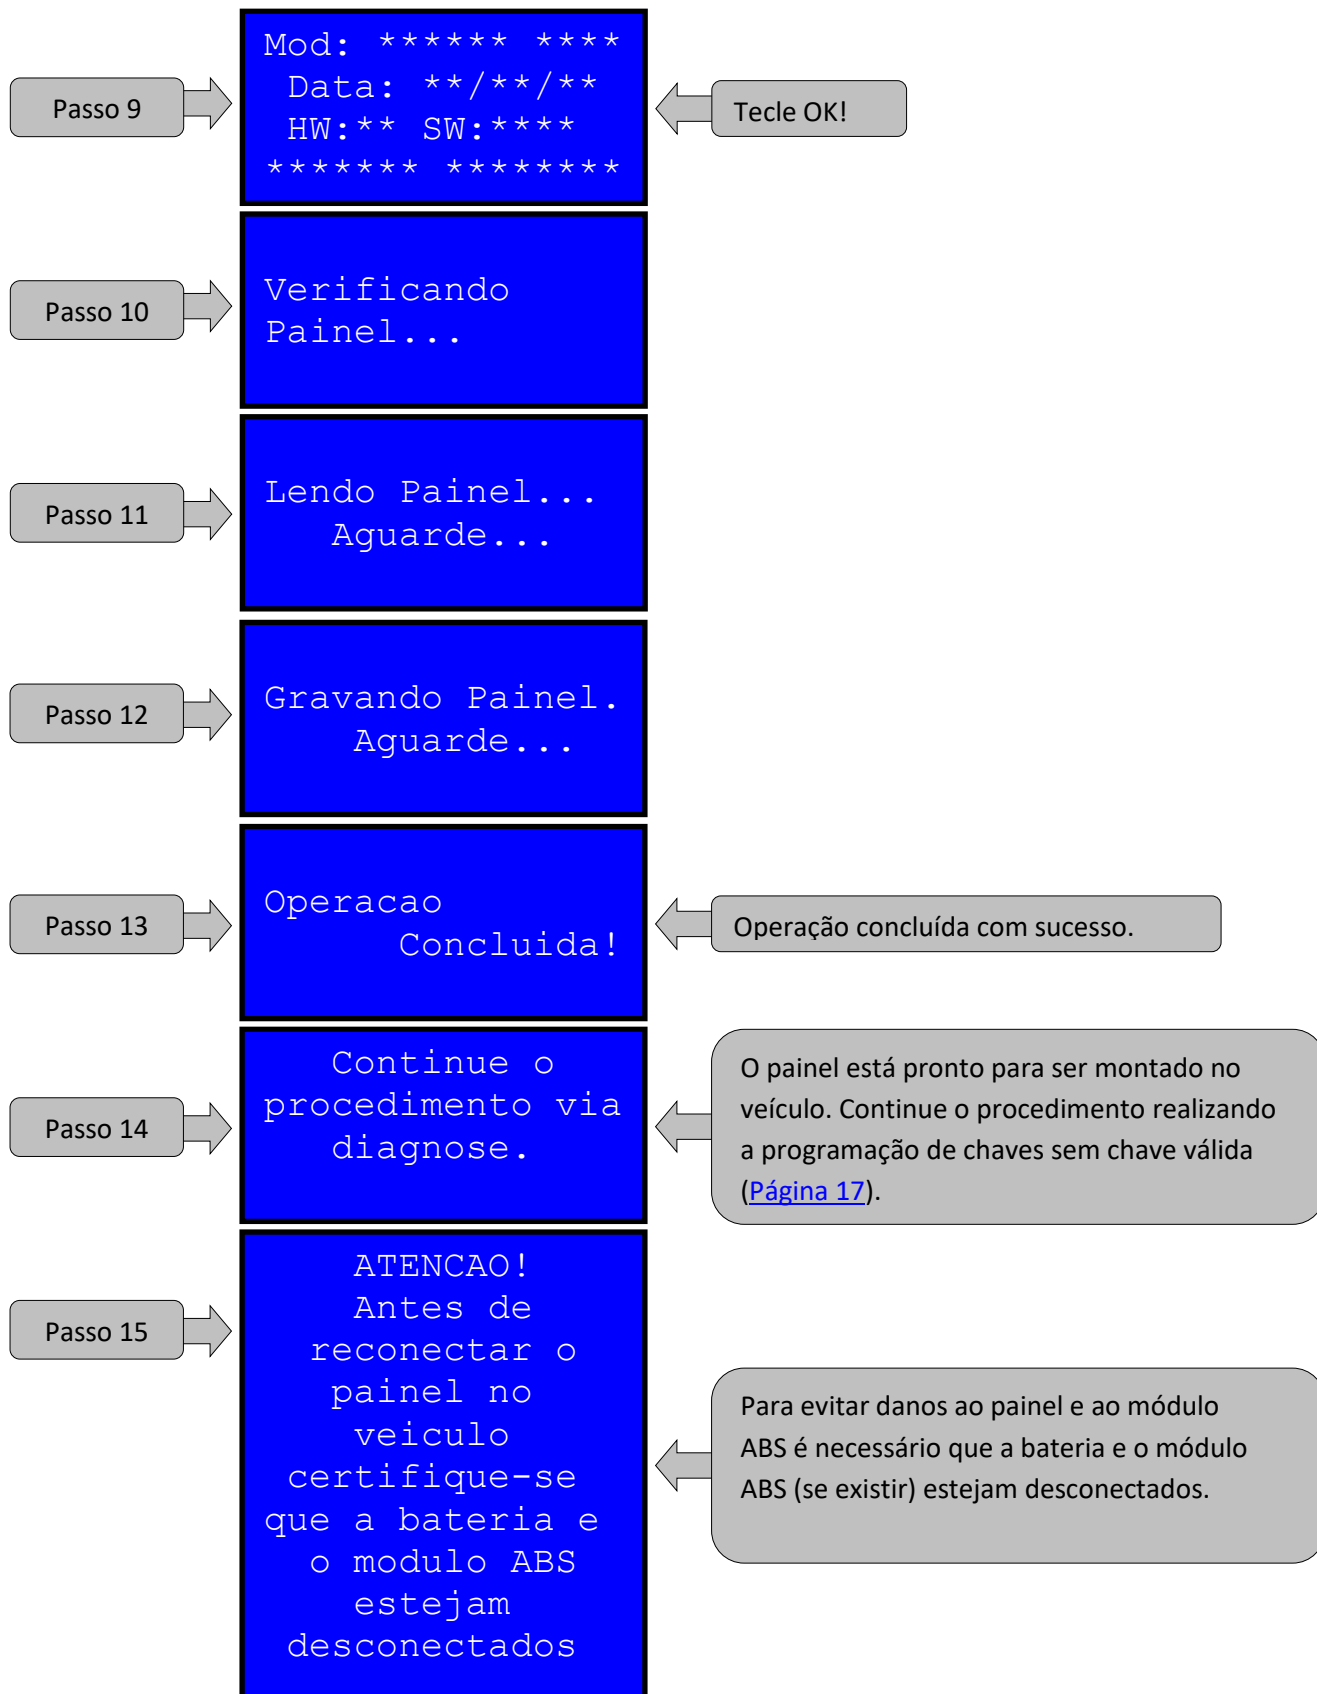 Passo 9
Mod: ****** ****
Data: **/**/**
HW:** SW:****
******* ********
Tecle OK!
Passo 10
Verificando
Painel...
Passo 11
Lendo Painel...
Aguarde...
Passo 12
Gravando Painel.
Aguarde...
Passo 13
Operacao
Concluida!
Operação concluída com sucesso.
Passo 14
Continue o
procedimento via
diagnose.
O painel está pronto para ser montado no
veículo. Continue o procedimento realizando
a programação de chaves sem chave válida
(Página 17).
Passo 15
ATENCAO!
Antes de
reconectar o
painel no
veiculo
certifique-se
que a bateria e
o modulo ABS
estejam
desconectados
Para evitar danos ao painel e ao módulo
ABS é necessário que a bateria e o módulo
ABS (se existir) estejam desconectados.